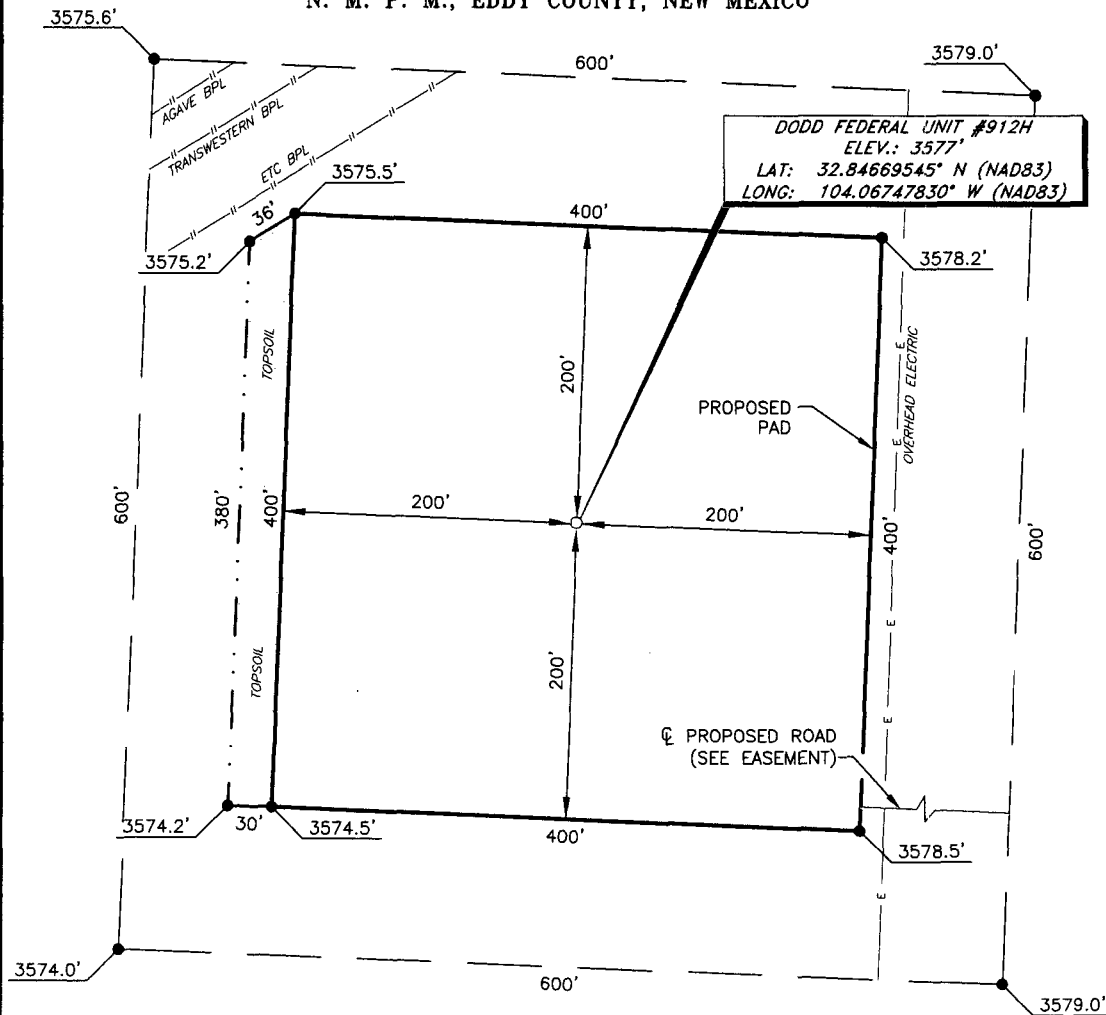 N. M. P. M., EDDY COUNTY, NEW MEXICO
3575.6'
600'
3579.0'
AGAVE BPL
TRANSWESTERN BPL
ETC BPL
DODD FEDERAL UNIT #912H
ELEV.: 3577'
LAT: 32.84669545° N (NAD83)
LONG: 104.06747830° W (NAD83)
3575.5'
36'
400'
3575.2'
3578.2'
TOPSOIL
200'
E
OVERHEAD ELECTRIC
PROPOSED
PAD
E
600'
380'
400'
200'
200'
400'
600'
E
TOPSOIL
200'
E
℄ PROPOSED ROAD
(SEE EASEMENT)
3574.2'
30'
3574.5'
400'
3578.5'
E
3574.0'
600'
3579.0'